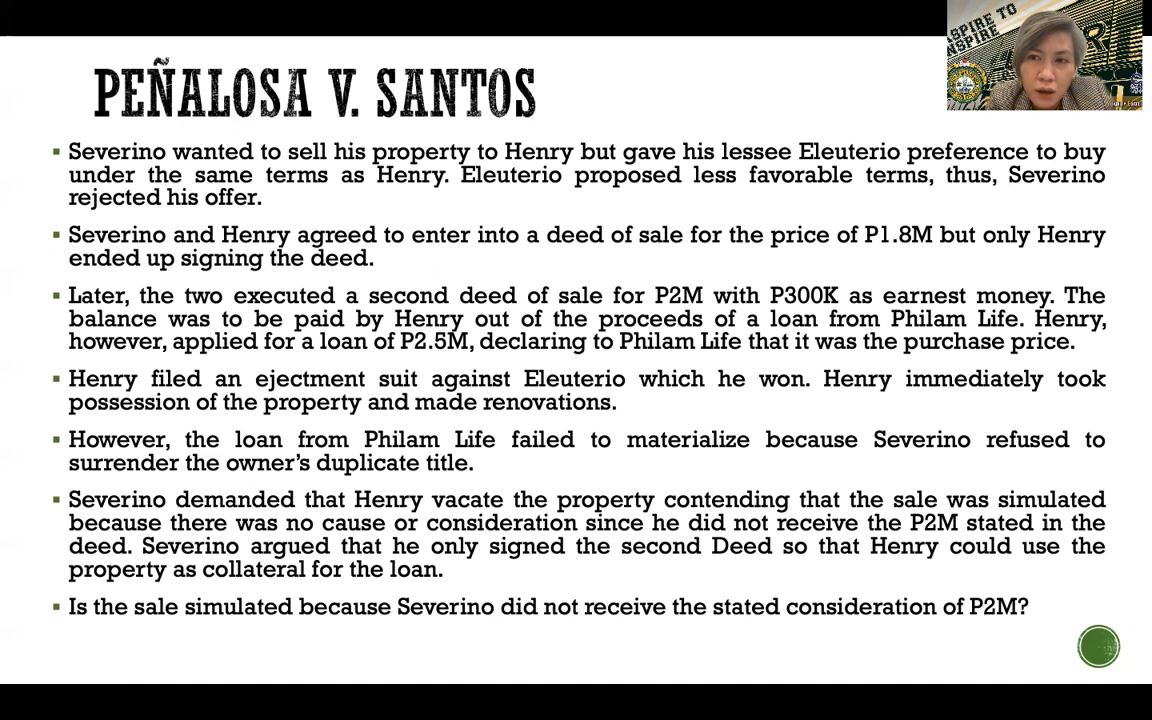 ASPIRE TO
INSPIRE
PEÑALOSA V. SANTOS
▪ Severino wanted to sell his property to Henry but gave his lessee Eleuterio preference to buy
under the same terms as Henry. Eleuterio proposed less favorable terms, thus, Severino
rejected his offer.
▪ Severino and Henry agreed to enter into a deed of sale for the price of P1.8M but only Henry
ended up signing the deed.
▪ Later, the two executed a second deed of sale for P2M with P300K as earnest money. The
balance was to be paid by Henry out of the proceeds of a loan from Philam Life. Henry,
however, applied for a loan of P2.5M, declaring to Philam Life that it was the purchase price.
▪ Henry filed an ejectment suit against Eleuterio which he won. Henry immediately took
possession of the property and made renovations.
▪ However, the loan from Philam Life failed to materialize because Severino refused to
surrender the owner’s duplicate title.
▪ Severino demanded that Henry vacate the property contending that the sale was simulated
because there was no cause or consideration since he did not receive the P2M stated in the
deed. Severino argued that he only signed the second Deed so that Henry could use the
property as collateral for the loan.
▪ Is the sale simulated because Severino did not receive the stated consideration of P2M?